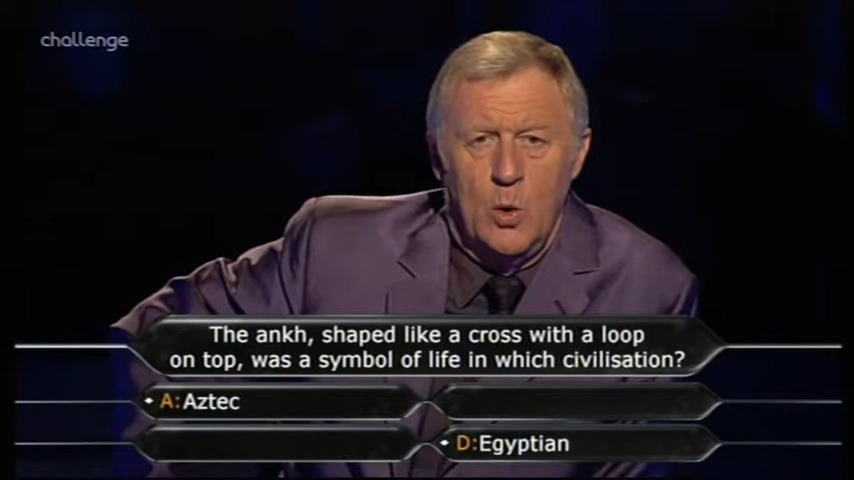 challenge
The ankh, shaped like a cross with a loop
on top, was a symbol of life in which civilisation?
A: Aztec
D: Egyptian